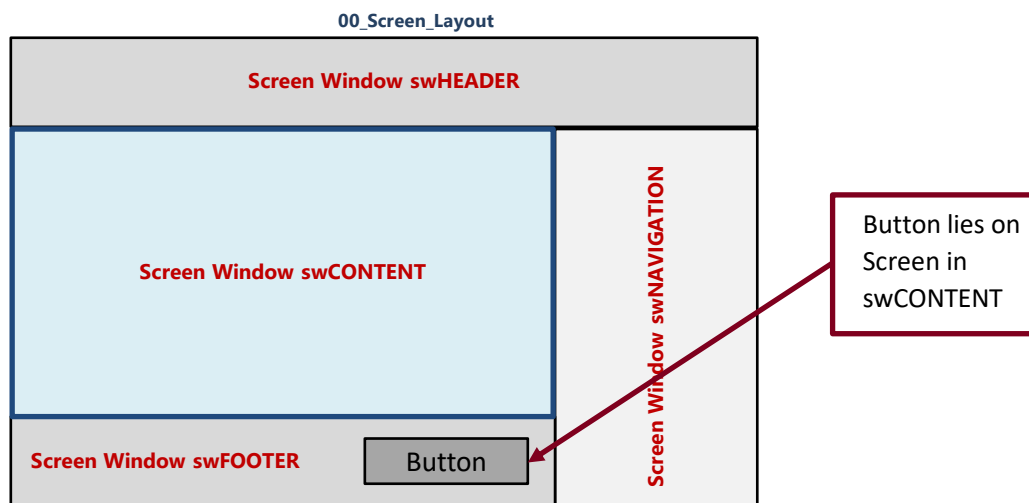 00_Screen_Layout
Screen Window swHEADER
Screen Window swCONTENT
Screen Window swNAVIGATION
Button lies on
Screen in
swCONTENT
Screen Window swFOOTER
Button